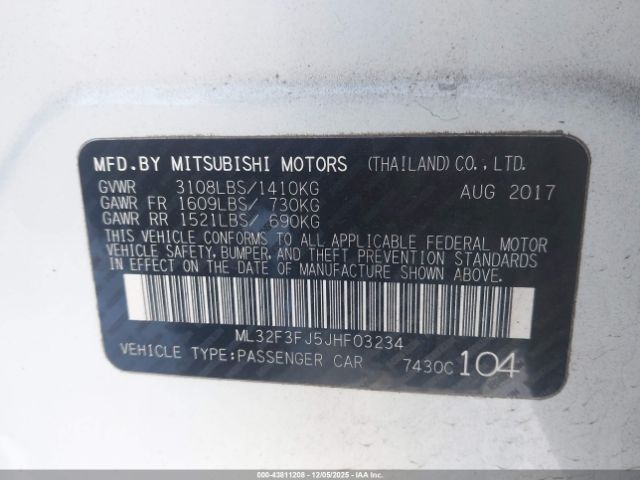 MFD.BY MITSUBISHI MOTORS (THAILAND) CO.,LTD.
GVWR 3108LBS/1410KG AUG 2017
GAWR FR 1609LBS/ 730KG
GAWR RR 1521LBS/ 690KG
THIS VEHICLE CONFORMS TO ALL APPLICABLE FEDERAL MOTOR
VEHICLE SAFETY, BUMPER, AND THEFT PREVENTION STANDARDS
IN EFFECT ON THE DATE OF MANUFACTURE SHOWN ABOVE.
ML32F3FJ5JHF03234
VEHICLE TYPE:PASSENGER CAR 7430C 104
000-43811208 - 12/05/2025 - IAAI.COM